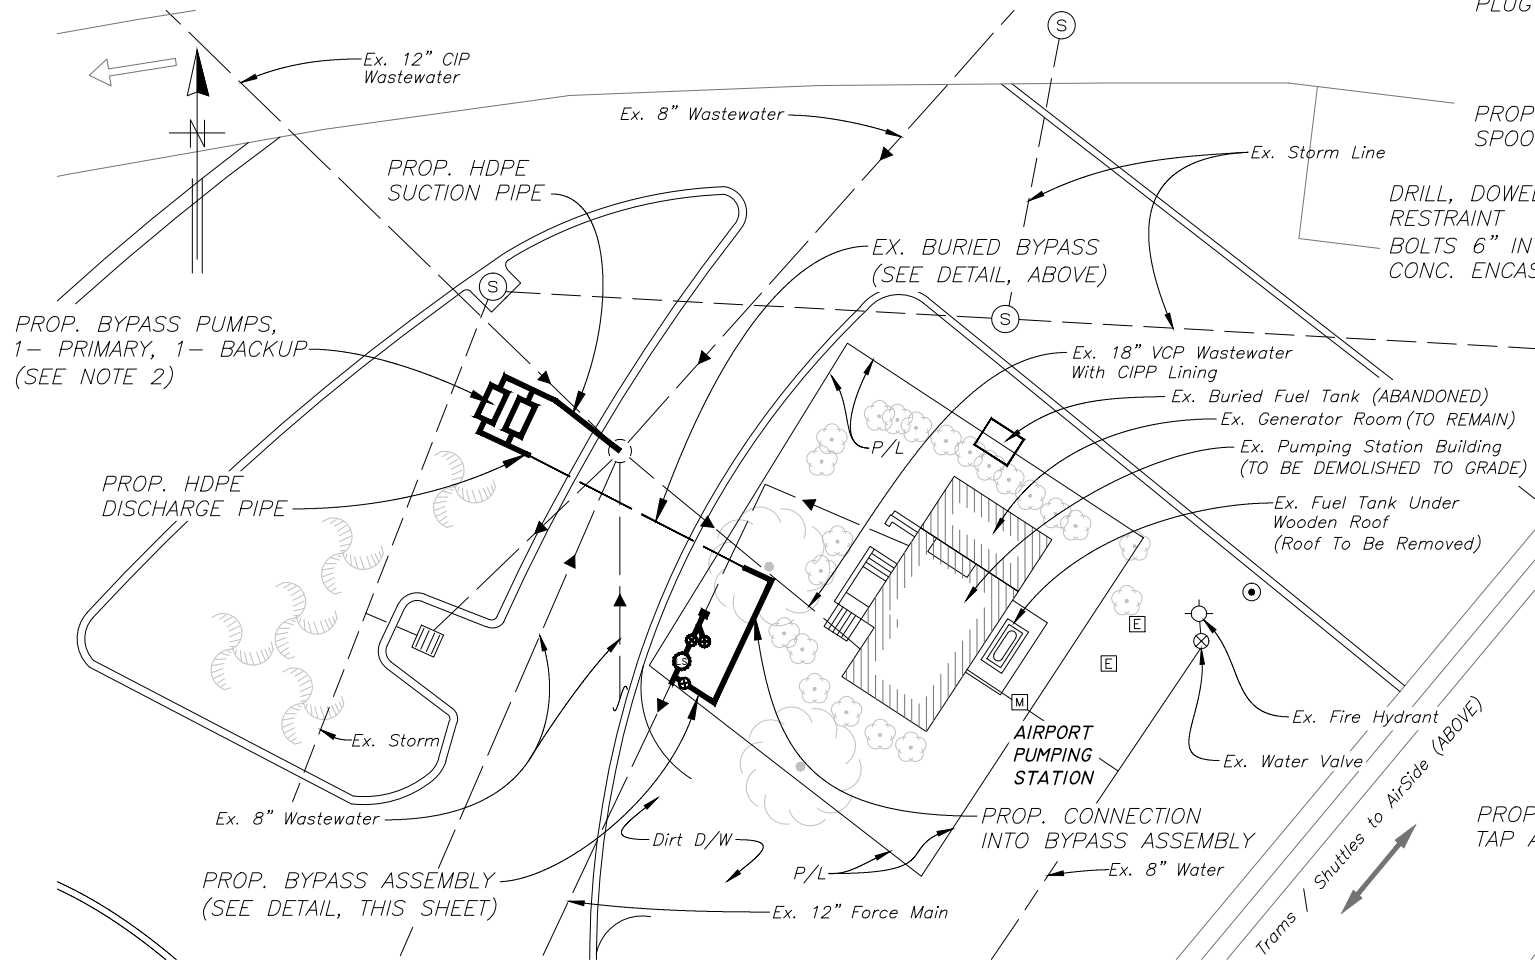 PLUG
S
Ex. 12” CIP
Wastewater
Ex. 8” Wastewater
N
PROP
SPOO
Ex. Storm Line
PROP. HDPE
SUCTION PIPE
DRILL, DOWE
RESTRAINT
BOLTS 6” IN
CONC. ENCAS
EX. BURIED BYPASS
(SEE DETAIL, ABOVE)
S
S
PROP. BYPASS PUMPS,
1– PRIMARY, 1– BACKUP
(SEE NOTE 2)
Ex. 18” VCP Wastewater
With CIPP Lining
Ex. Buried Fuel Tank (ABANDONED)
Ex. Generator Room (TO REMAIN)
P/L
Ex. Pumping Station Building
(TO BE DEMOLISHED TO GRADE)
PROP. HDPE
DISCHARGE PIPE
Ex. Fuel Tank Under
Wooden Roof
(Roof To Be Removed)
E
E
LS
M
AIRPORT
PUMPING
STATION
Ex. Fire Hydrant
Ex. Storm
Ex. Water Valve
Ex. 8” Wastewater
PROP. CONNECTION
INTO BYPASS ASSEMBLY
Dirt D/W
P/L
Ex. 8” Water
PROP. BYPASS ASSEMBLY
(SEE DETAIL, THIS SHEET)
Ex. 12” Force Main
Trams / Shuttles to AirSide (ABOVE)
PROP
TAP A